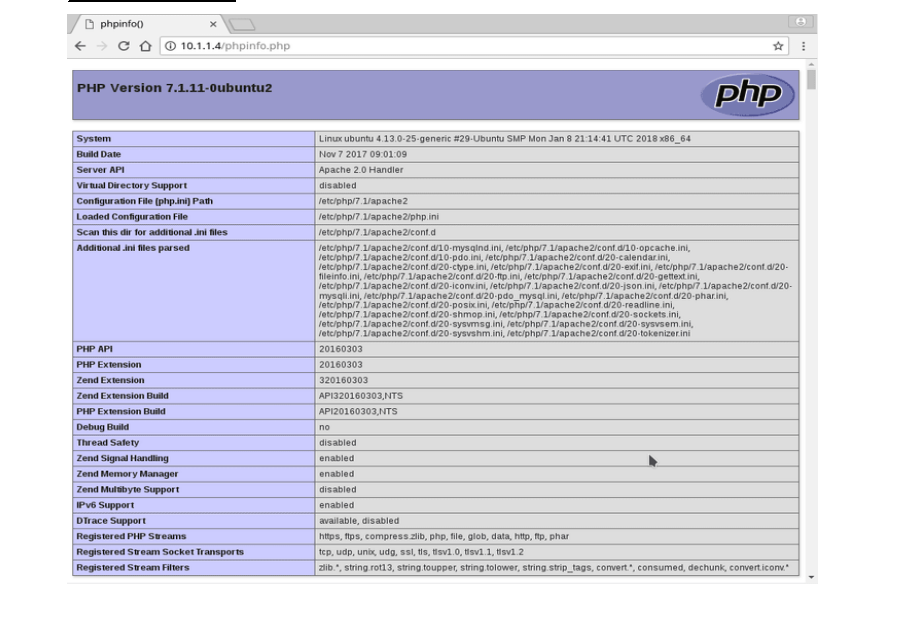 phpinfo()
10.1.1.4/phpinfo.php
PHP Version 7.1.11-0ubuntu2
php
System Linux ubuntu 4.13.0-25-generic #29-Ubuntu SMP Mon Jan 8 21:14:41 UTC 2018 x86_64
Build Date Nov 7 2017 09:01:09
Server API Apache 2.0 Handler
Virtual Directory Support disabled
Configuration File (php.ini) Path /etc/php/7.1/apache2
Loaded Configuration File /etc/php/7.1/apache2/php.ini
Scan this dir for additional .ini files /etc/php/7.1/apache2/conf.d
Additional .ini files parsed /etc/php/7.1/apache2/conf.d/10-mysqlnd.ini, /etc/php/7.1/apache2/conf.d/10-opcache.ini,
/etc/php/7.1/apache2/conf.d/10-pdo.ini, /etc/php/7.1/apache2/conf.d/20-calendar.ini,
/etc/php/7.1/apache2/conf.d/20-ctype.ini, /etc/php/7.1/apache2/conf.d/20-exif.ini, /etc/php/7.1/apache2/conf.d/20-
fileinfo.ini, /etc/php/7.1/apache2/conf.d/20-ftp.ini, /etc/php/7.1/apache2/conf.d/20-gettext.ini,
/etc/php/7.1/apache2/conf.d/20-iconv.ini, /etc/php/7.1/apache2/conf.d/20-json.ini, /etc/php/7.1/apache2/conf.d/20-
mysqli.ini, /etc/php/7.1/apache2/conf.d/20-pdo_mysql.ini, /etc/php/7.1/apache2/conf.d/20-phar.ini,
/etc/php/7.1/apache2/conf.d/20-posix.ini, /etc/php/7.1/apache2/conf.d/20-readline.ini,
/etc/php/7.1/apache2/conf.d/20-shmop.ini, /etc/php/7.1/apache2/conf.d/20-sockets.ini,
/etc/php/7.1/apache2/conf.d/20-sysvmsg.ini, /etc/php/7.1/apache2/conf.d/20-sysvsem.ini,
/etc/php/7.1/apache2/conf.d/20-sysvshm.ini, /etc/php/7.1/apache2/conf.d/20-tokenizer.ini
PHP API 20160303
PHP Extension 20160303
Zend Extension 320160303
Zend Extension Build API320160303,NTS
PHP Extension Build API20160303,NTS
Debug Build no
Thread Safety disabled
Zend Signal Handling enabled
Zend Memory Manager enabled
Zend Multibyte Support disabled
IPv6 Support enabled
DTrace Support available, disabled
Registered PHP Streams https, ftps, compress.zlib, php, file, glob, data, http, ftp, phar
Registered Stream Socket Transports tcp, udp, unix, udg, ssl, tls, tlsv1.0, tlsv1.1, tlsv1.2
Registered Stream Filters zlib.*, string.rot13, string.toupper, string.tolower, string.strip_tags, convert.*, consumed, dechunk, convert.iconv.*